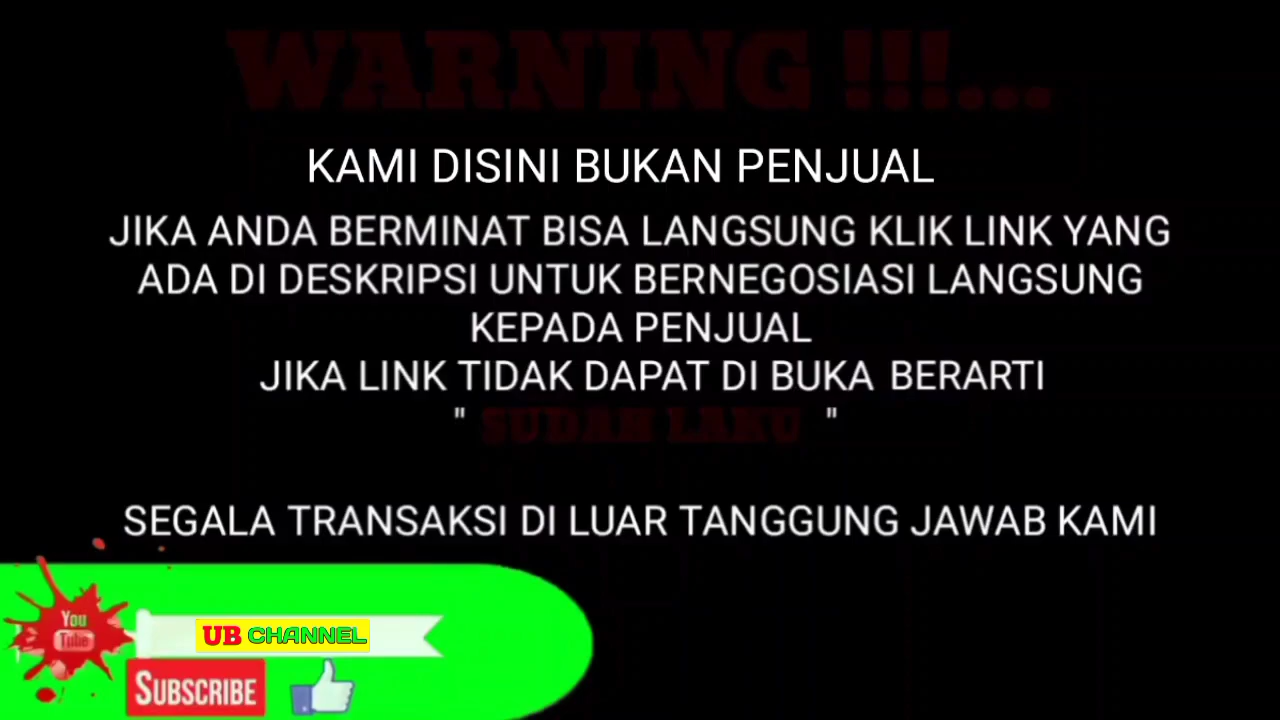 WARNING !!!...
KAMI DISINI BUKAN PENJUAL
JIKA ANDA BERMINAT BISA LANGSUNG KLIK LINK YANG
ADA DI DESKRIPSI UNTUK BERNEGOSIASI LANGSUNG
KEPADA PENJUAL
JIKA LINK TIDAK DAPAT DI BUKA BERARTI
" SUDAH LAKU "
SEGALA TRANSAKSI DI LUAR TANGGUNG JAWAB KAMI
You
Tube
UB CHANNEL
SUBSCRIBE